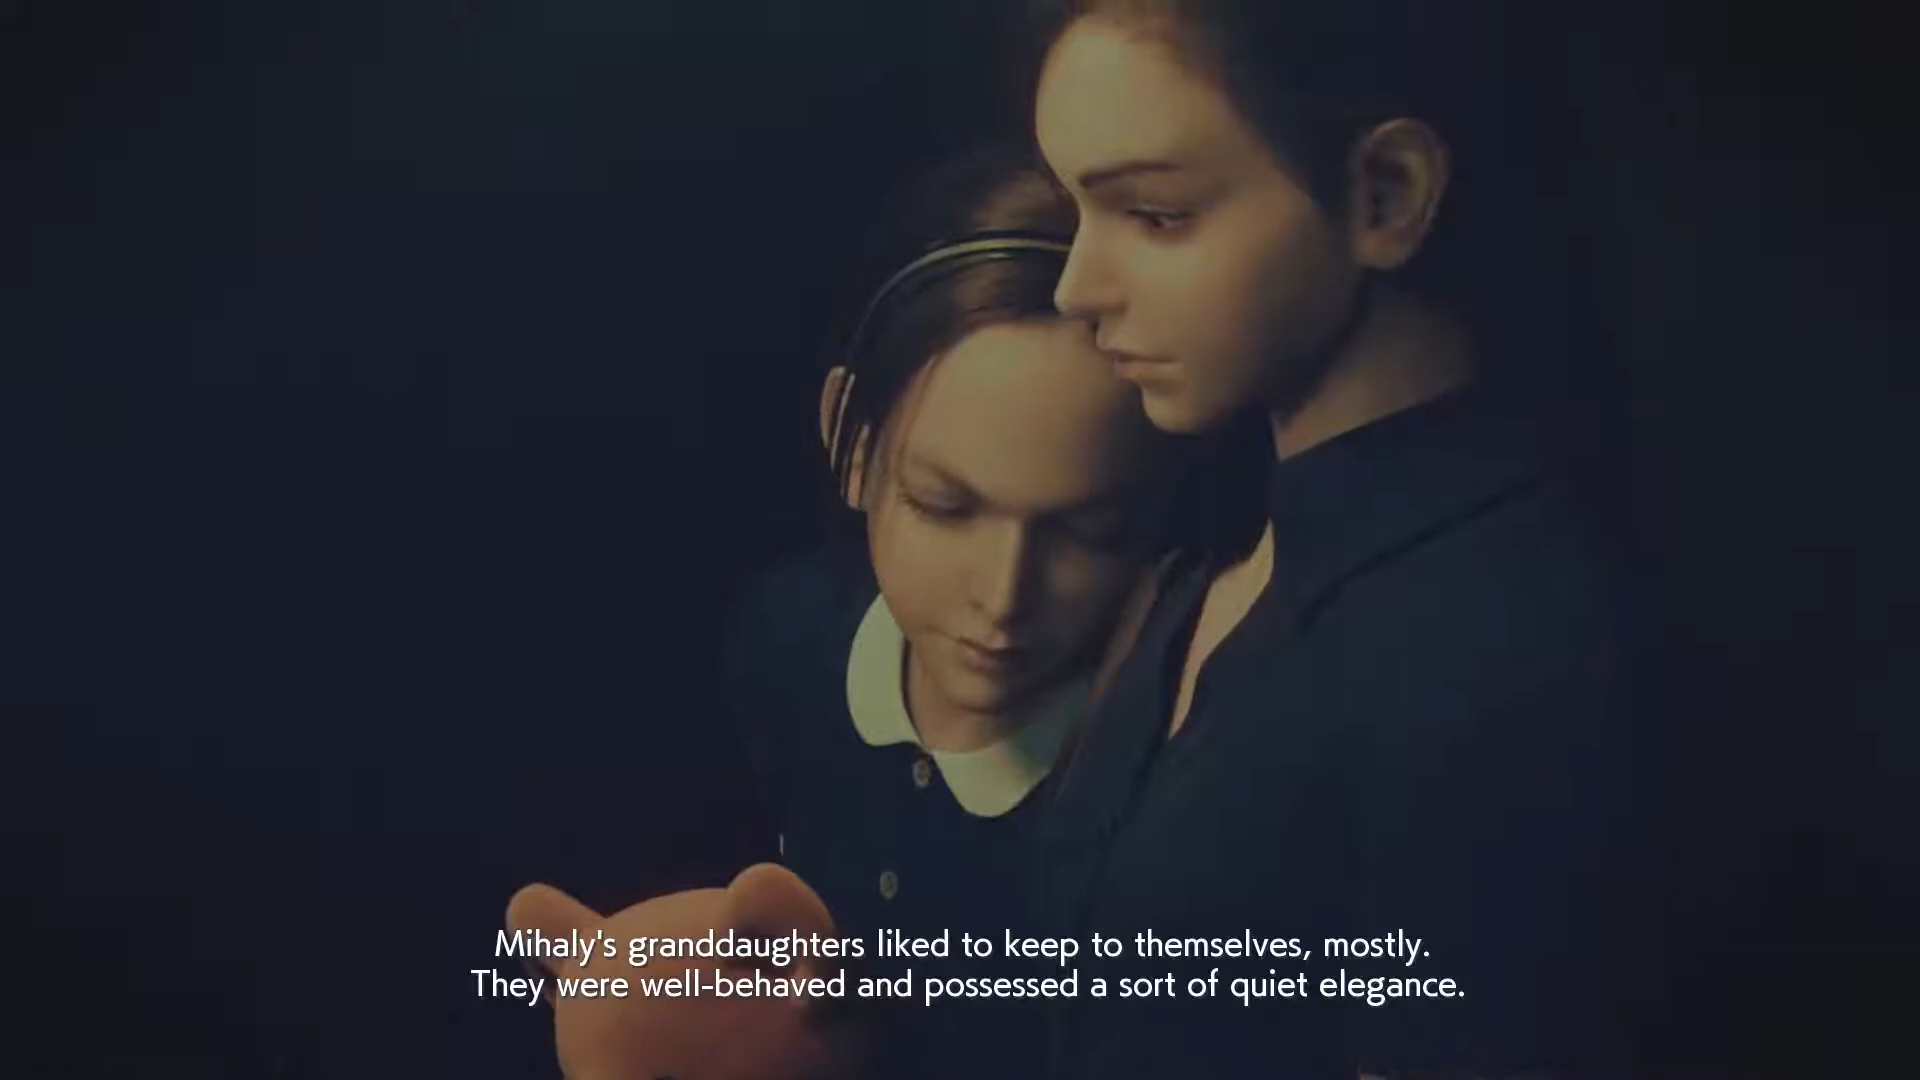 Mihaly's granddaughters liked to keep to themselves, mostly.
They were well-behaved and possessed a sort of quiet elegance.